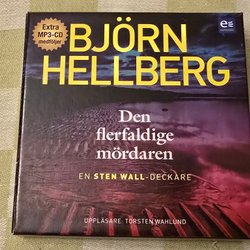 Extra
MP3-CD
medföljer
BJÖRN
HELLBERG
Den
flerfaldige
mördaren
EN STEN WALL-DECKARE
UPPLÄSARE: TORSTEN WAHLUND